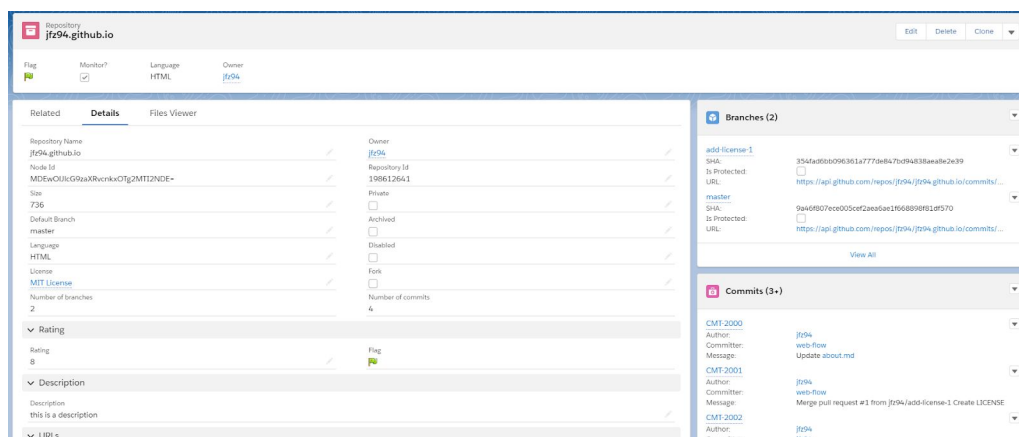 Repository
jfz94.github.io
Edit Delete Clone
Flag Monitor? Language Owner
HTML jfz94
Related Details Files Viewer
Repository Name Owner
jfz94.github.io jfz94
Node Id Repository Id
198612641
Size Private
736
Default Branch Archived
master
Language Disabled
HTML
License Fork
MIT License
Number of branches Number of commits
2 4
Rating
Rating Flag
8
Description
Description
this is a description
URLs
Branches (2)
add-license-1
SHA: 354fad6bb096361a777de847bd94838aea8e2e39
Is Protected:
URL: https://api.github.com/repos/jfz94/jfz94.github.io/commits/...
master
SHA: 9a46f807ece005cef2aea6ae1f668898f81df570
Is Protected:
URL: https://api.github.com/repos/jfz94/jfz94.github.io/commits/...
View All
Commits (3+)
CMT-2000
Author: jfz94
Committer: web-flow
Message: Update about.md
CMT-2001
Author: jfz94
Committer: web-flow
Message: Merge pull request #1 from jfz94/add-license-1 Create LICENSE
CMT-2002
Author: jfz94